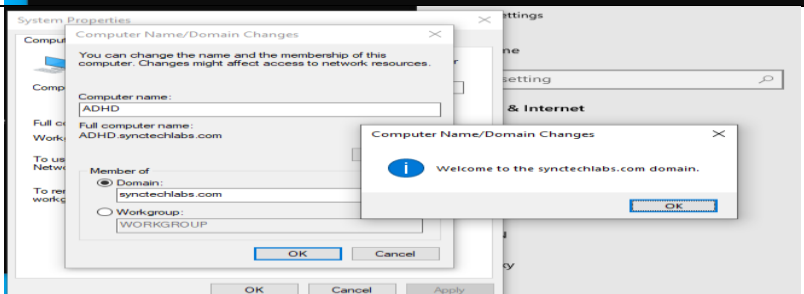 System Properties
Computer Name/Domain Changes
You can change the name and the membership of this
computer. Changes might affect access to network resources.
Computer name:
ADHD
Full computer name:
ADHD.synctechlabs.com
Member of
Domain:
synctechlabs.com
Workgroup:
WORKGROUP
OK Cancel
OK Cancel Apply
Computer Name/Domain Changes
Welcome to the synctechlabs.com domain.
OK
ettings
setting
& Internet